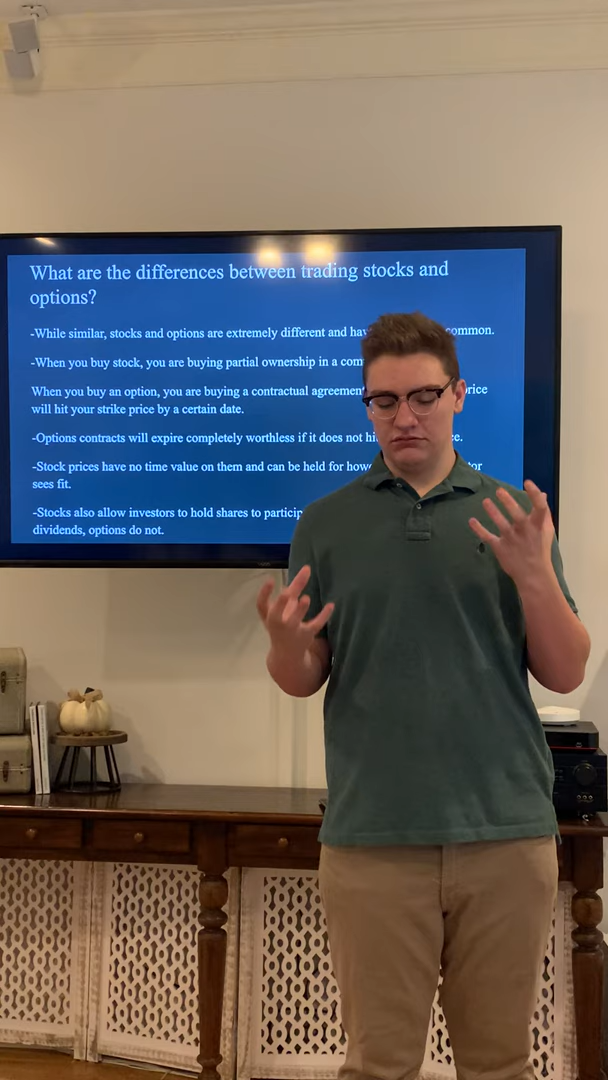 What are the differences between trading stocks and
options?
-While similar, stocks and options are extremely different and hav common.
-When you buy stock, you are buying partial ownership in a com
When you buy an option, you are buying a contractual agreement price
will hit your strike price by a certain date.
-Options contracts will expire completely worthless if it does not hi e.
-Stock prices have no time value on them and can be held for howe tor
sees fit.
-Stocks also allow investors to hold shares to particip
dividends, options do not.